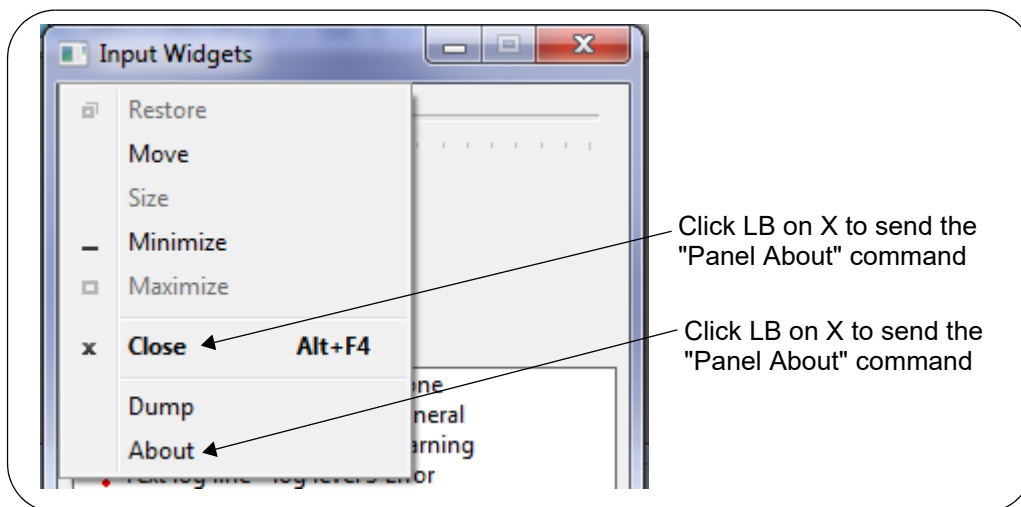 Input Widgets
Restore
Move
Size
Minimize
Maximize
Close Alt+F4
Dump
About
Click LB on X to send the
"Panel About" command
Click LB on X to send the
"Panel About" command